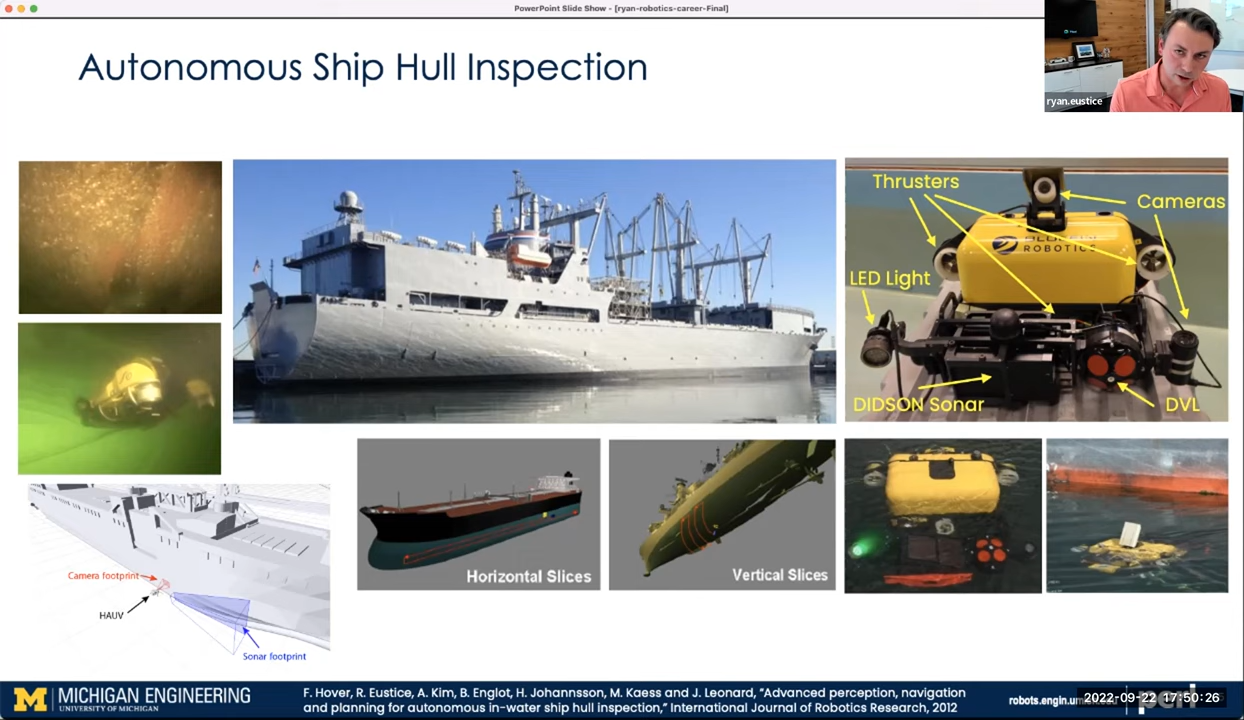 PowerPoint Slide Show - [ryan-robotics-career-Final]
Autonomous Ship Hull Inspection
ryan.eustice
Thrusters
Cameras
ROBOTICS
LED Light
DIDSON Sonar
DVL
Camera footprint
HAUV
Sonar footprint
Horizontal Slices
Vertical Slices
M
MICHIGAN ENGINEERING
UNIVERSITY OF MICHIGAN
F. Hover, R. Eustice, A. Kim, B. Englot, H. Johannsson, M. Kaess and J. Leonard, "Advanced perception, navigation
and planning for autonomous in-water ship hull inspection," International Journal of Robotics Research, 2012
robots.engin.u
2022-09-22 17:50:26